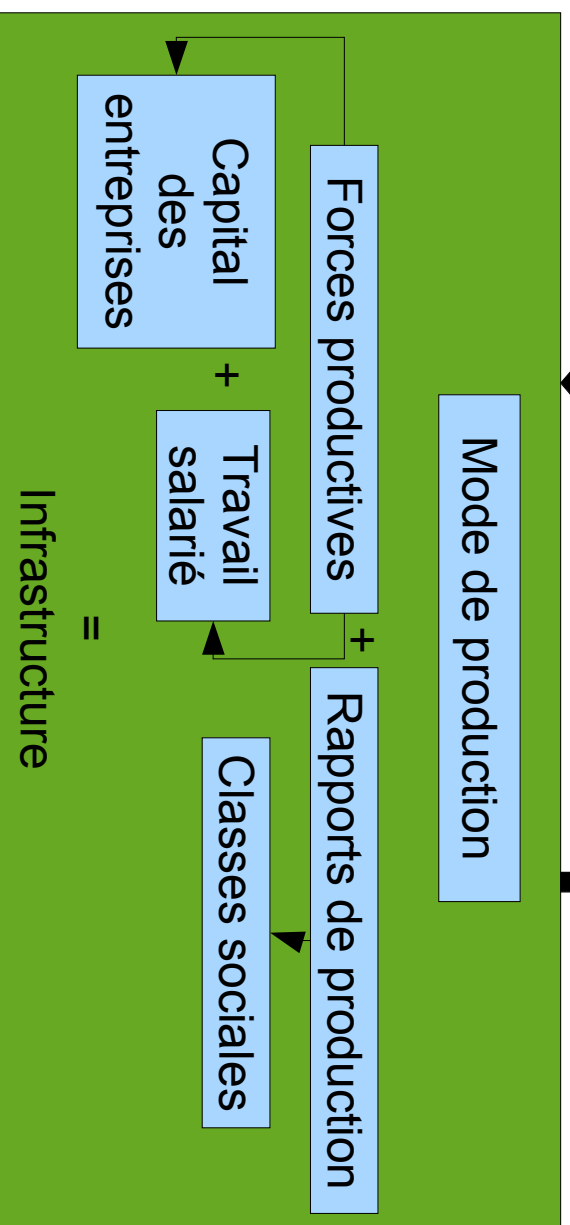 Mode de production
Forces productives
+
Rapports de production
Capital
des
entreprises
+
Travail
salarié
Classes sociales
=
Infrastructure